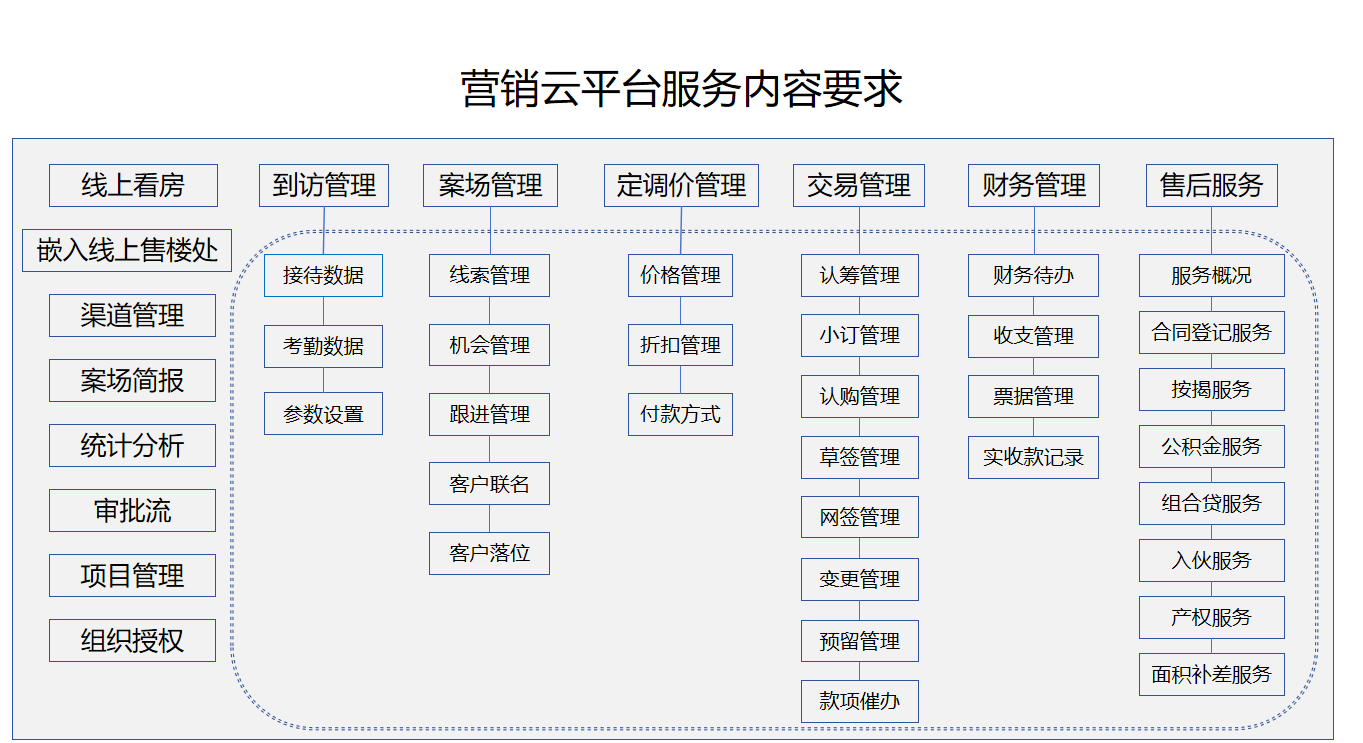 营销云平台服务内容要求
线上看房
嵌入线上售楼处
渠道管理
案场简报
统计分析
审批流
项目管理
组织授权
到访管理
接待数据
考勤数据
参数设置
案场管理
线索管理
机会管理
跟进管理
客户联名
客户落位
定调价管理
价格管理
折扣管理
付款方式
交易管理
认筹管理
小订管理
认购管理
草签管理
网签管理
变更管理
预留管理
款项催办
财务管理
财务待办
收支管理
票据管理
实收款记录
售后服务
服务概况
合同登记服务
按揭服务
公积金服务
组合贷服务
入伙服务
产权服务
面积补差服务